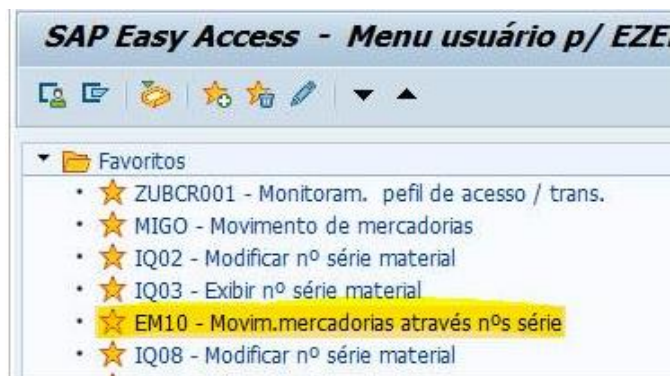 SAP Easy Access - Menu usuário p/ EZE
Favoritos
ZUBCR001 - Monitoram. pefil de acesso / trans.
MIGO - Movimento de mercadorias
IQ02 - Modificar nº série material
IQ03 - Exibir nº série material
EM10 - Movim.mercadorias através nºs série
IQ08 - Modificar nº série material